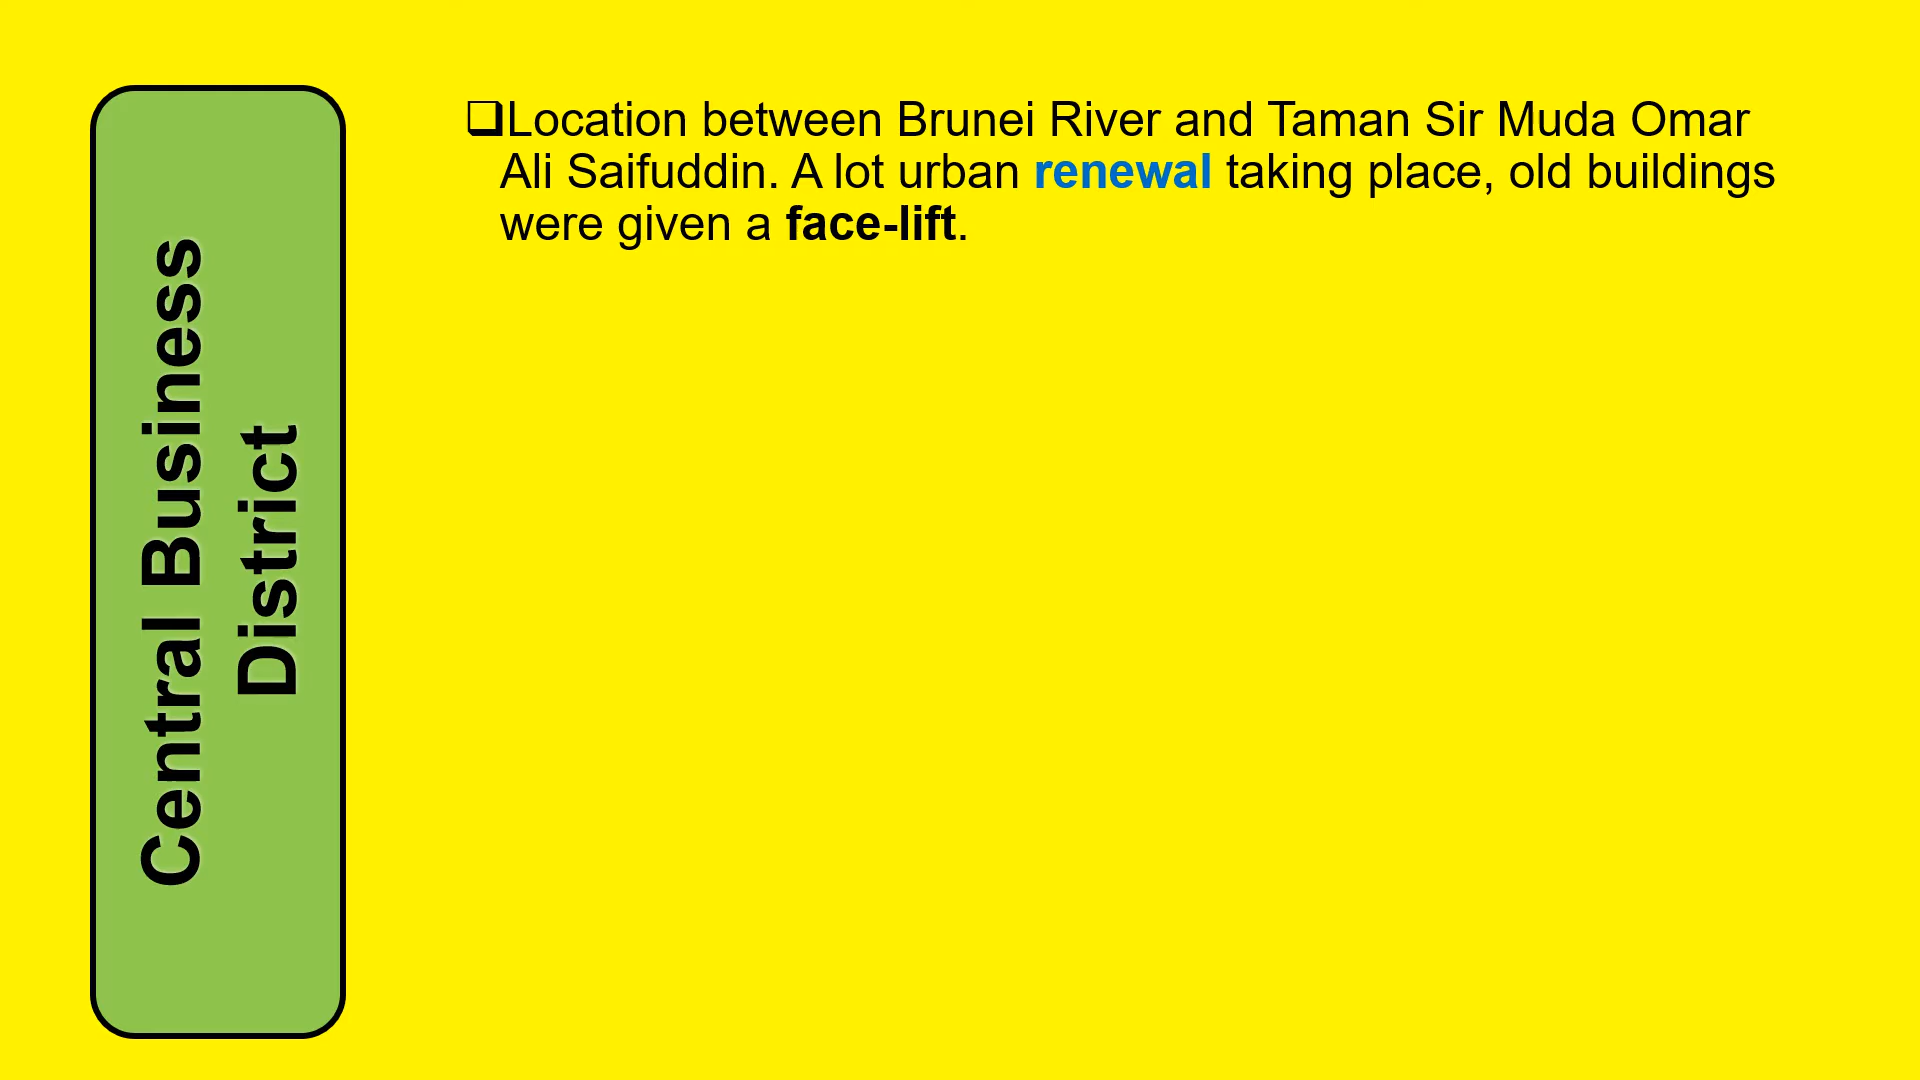 Central Business
District
❑Location between Brunei River and Taman Sir Muda Omar
Ali Saifuddin. A lot urban renewal taking place, old buildings
were given a face-lift.